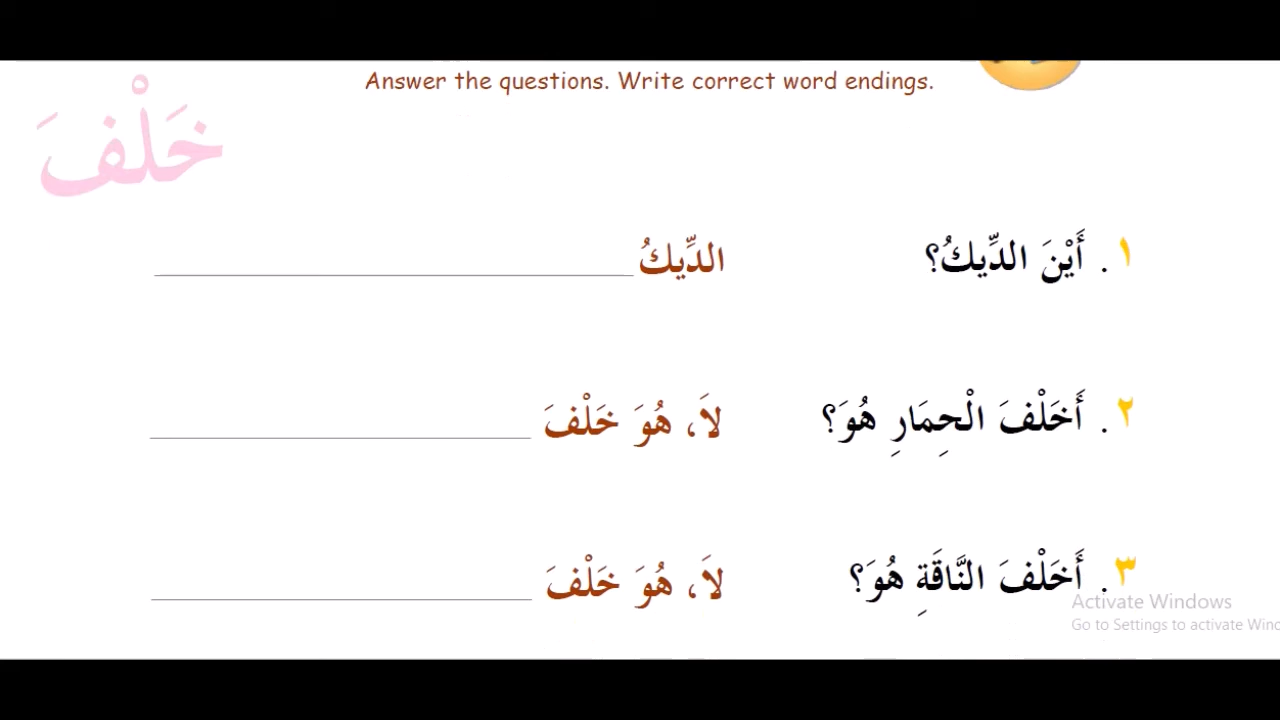 Answer the questions. Write correct word endings.
خَلْفَ
١. أَيْنَ الدِّيكُ؟ الدِّيكُ
٢. أَخَلْفَ الْحِمَارِ هُوَ؟ لاَ، هُوَ خَلْفَ
٣. أَخَلْفَ النَّاقَةِ هُوَ؟ لاَ، هُوَ خَلْفَ
Activate Windows
Go to Settings to activate Wind